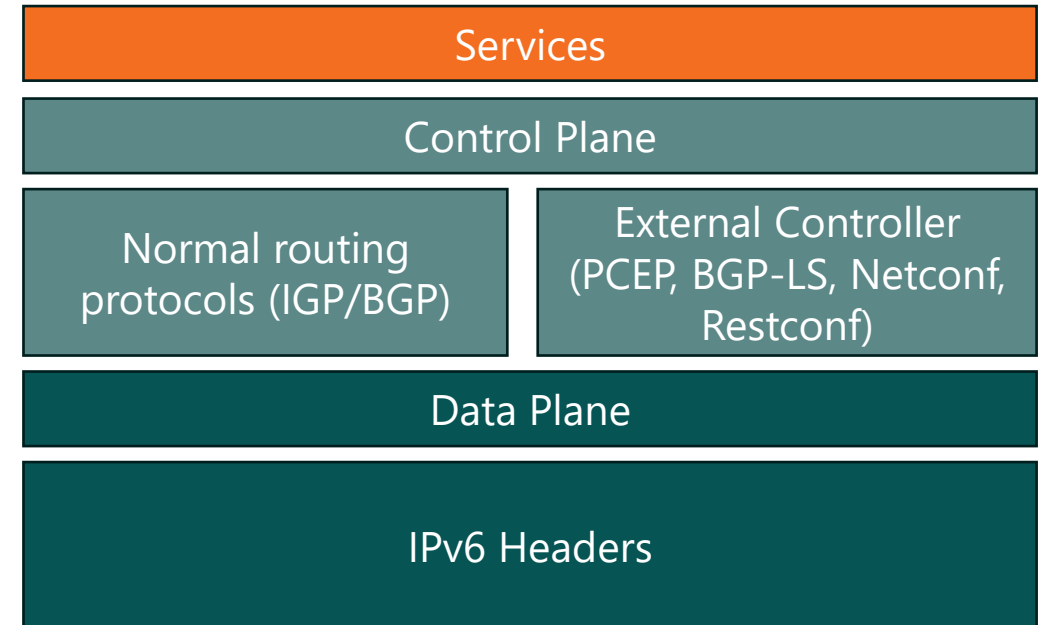 Services
Control Plane
Normal routing
protocols (IGP/BGP)
External Controller
(PCEP, BGP-LS, Netconf,
Restconf)
Data Plane
IPv6 Headers